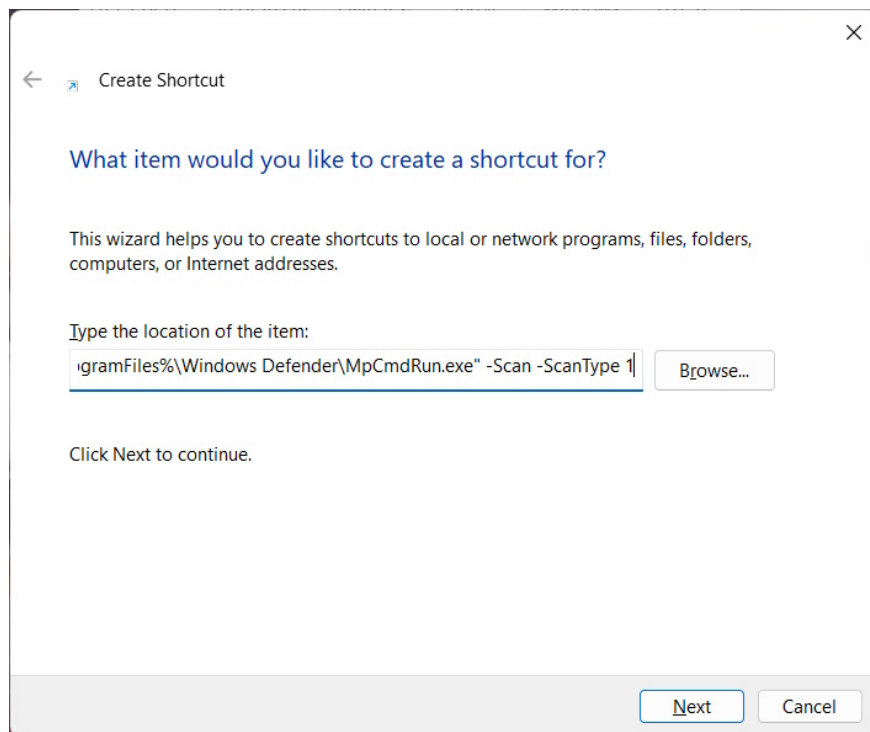 Create Shortcut
What item would you like to create a shortcut for?
This wizard helps you to create shortcuts to local or network programs, files, folders,
computers, or Internet addresses.
Type the location of the item:
gramFiles%\Windows Defender\MpCmdRun.exe" -Scan -ScanType 1
Browse...
Click Next to continue.
Next
Cancel